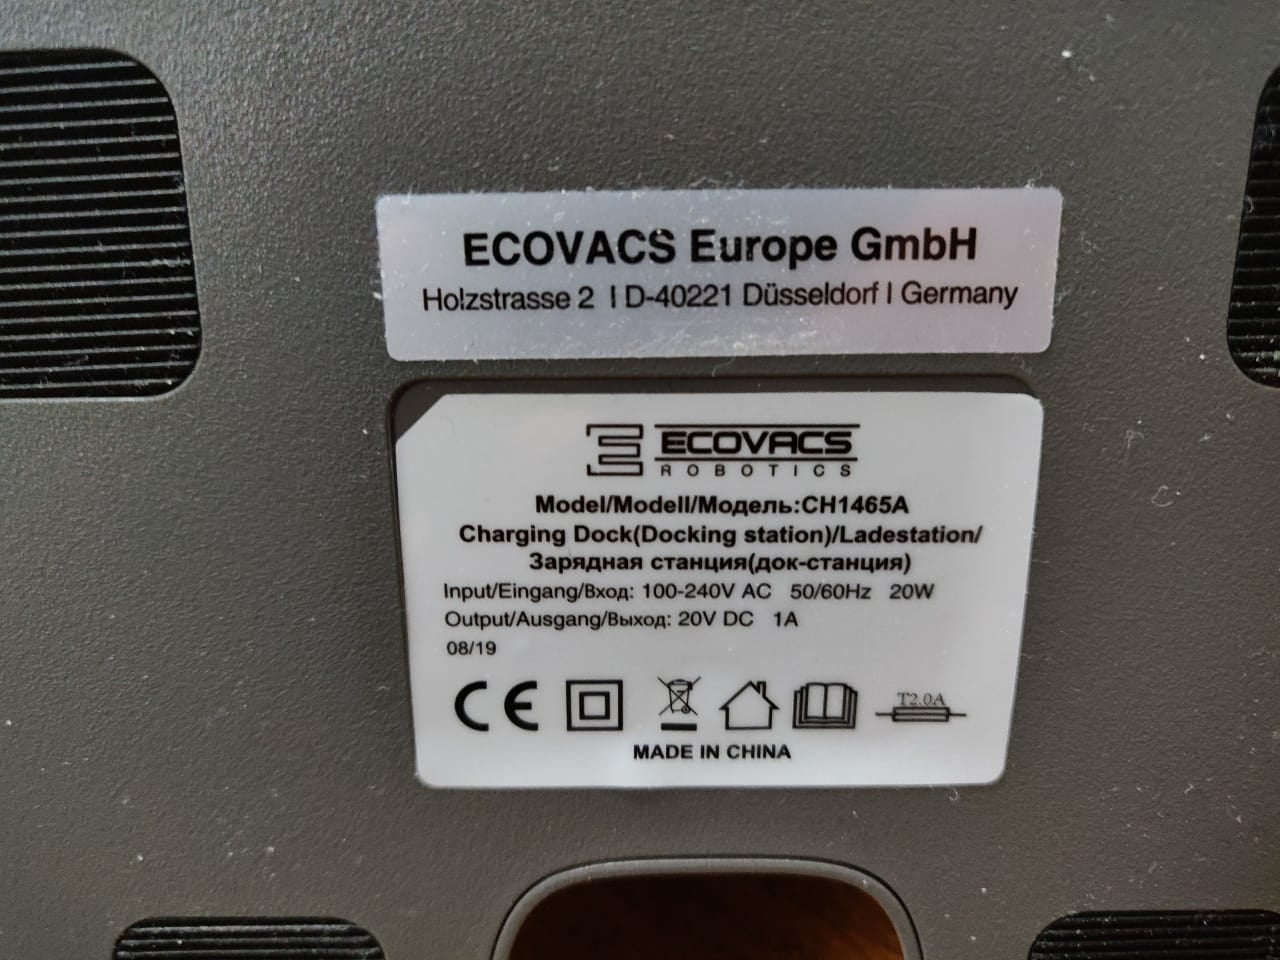 ECOVACS Europe GmbH
Holzstrasse 2 I D-40221 Düsseldorf I Germany
ECOVACS
ROBOTICS
Model/Modell/Модель:CH1465A
Charging Dock(Docking station)/Ladestation/
Зарядная станция(док-станция)
Input/Eingang/Вход: 100-240V AC 50/60Hz 20W
Output/Ausgang/Выход: 20V DC 1A
08/19
CE T2.0A
MADE IN CHINA